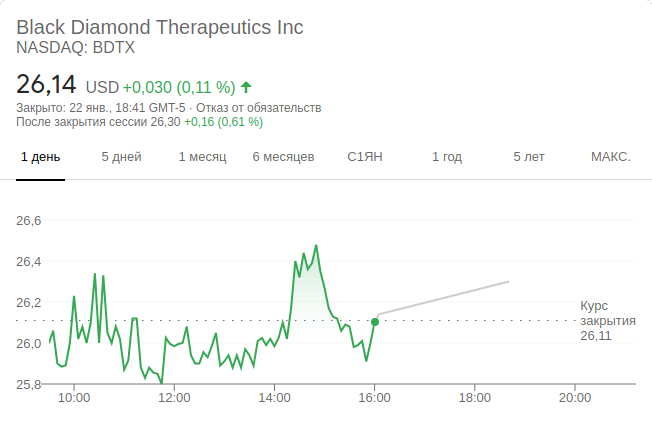 Black Diamond Therapeutics Inc
NASDAQ: BDTX
26,14 USD +0,030 (0,11 %)
Закрыто: 22 янв., 18:41 GMT-5 · Отказ от обязательств
После закрытия сессии 26,30 +0,16 (0,61 %)
1 день 5 дней 1 месяц 6 месяцев С1ЯН 1 год 5 лет МАКС.
26,6
26,4
26,2
Курс
закрытия
26,11
26,0
25,8
10:00 12:00 14:00 16:00 18:00 20:00